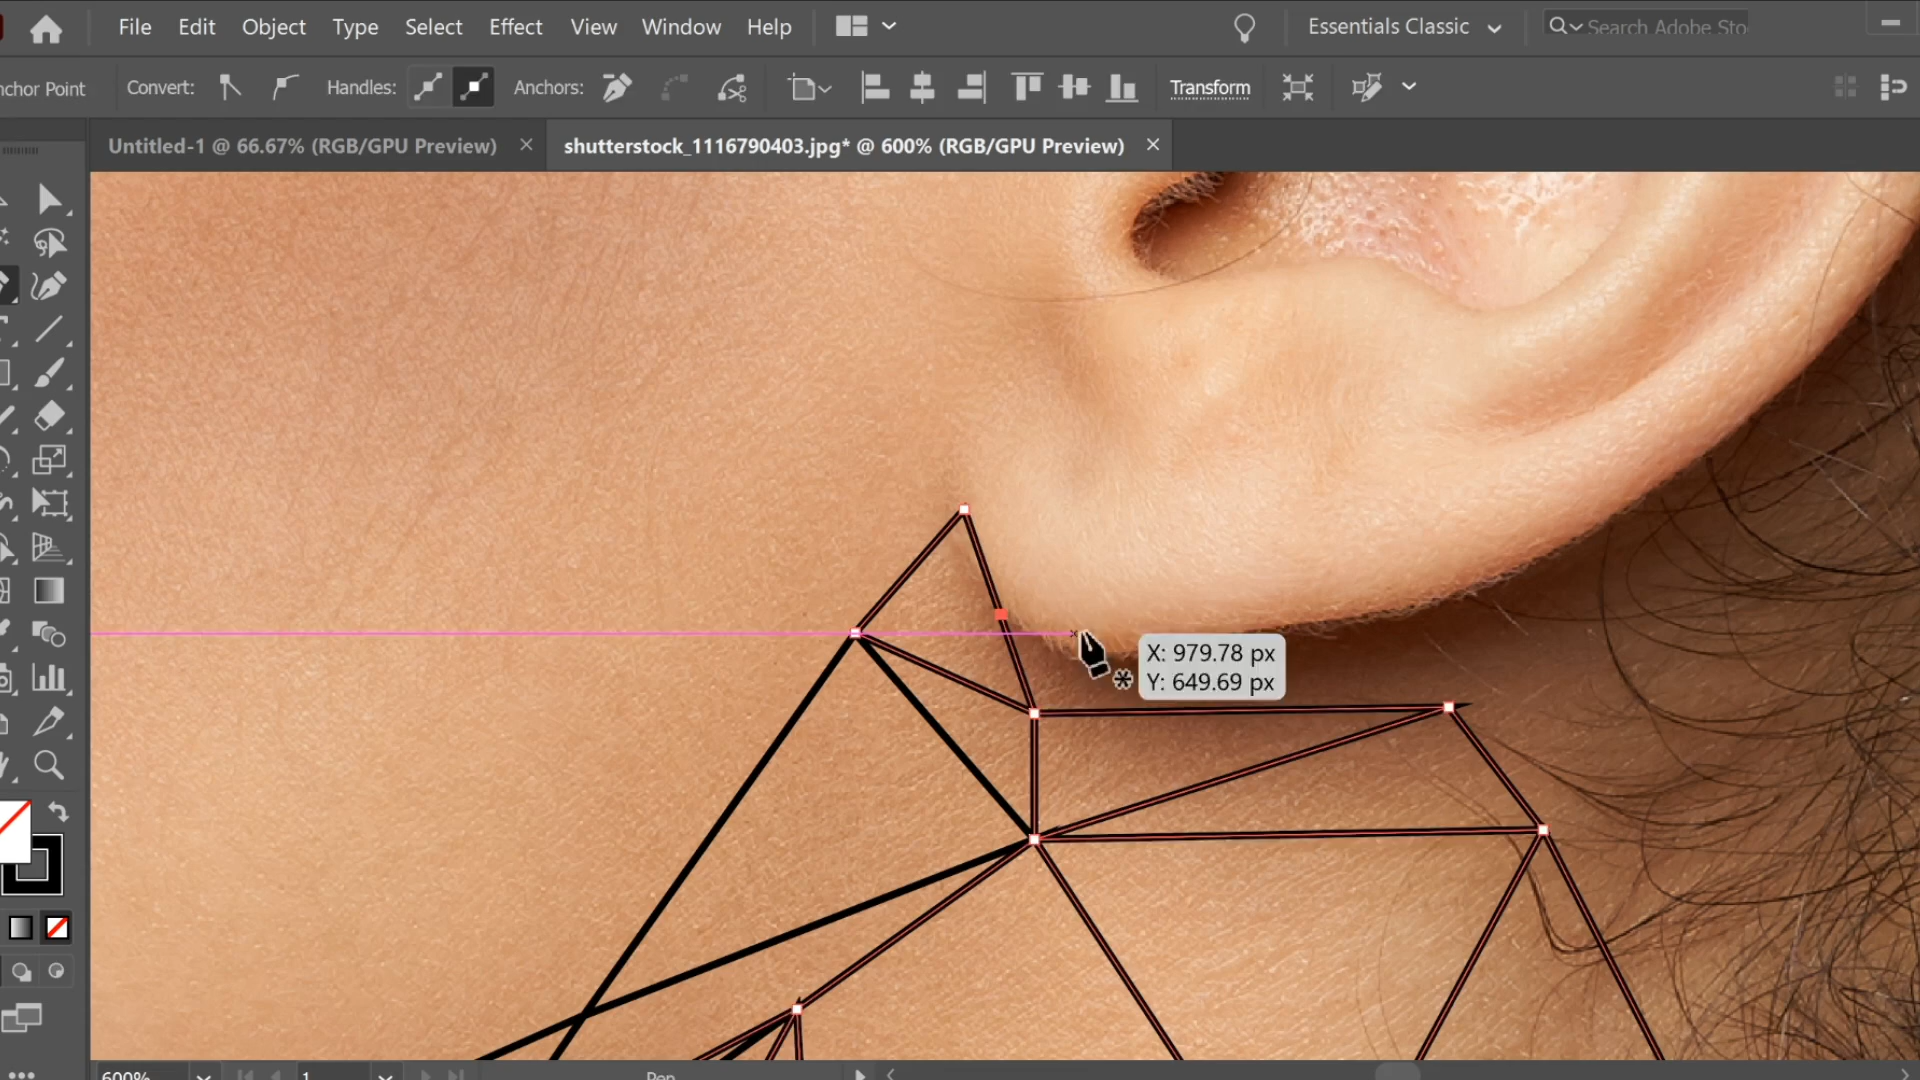 File Edit Object Type Select Effect View Window Help
Essentials Classic
Search Adobe Sto
nchor Point Convert: Handles: Anchors: Transform
Untitled-1 @ 66.67% (RGB/GPU Preview) ×
shutterstock_1116790403.jpg* @ 600% (RGB/GPU Preview) ×
X: 979.78 px
Y: 649.69 px
600% 1 Pen